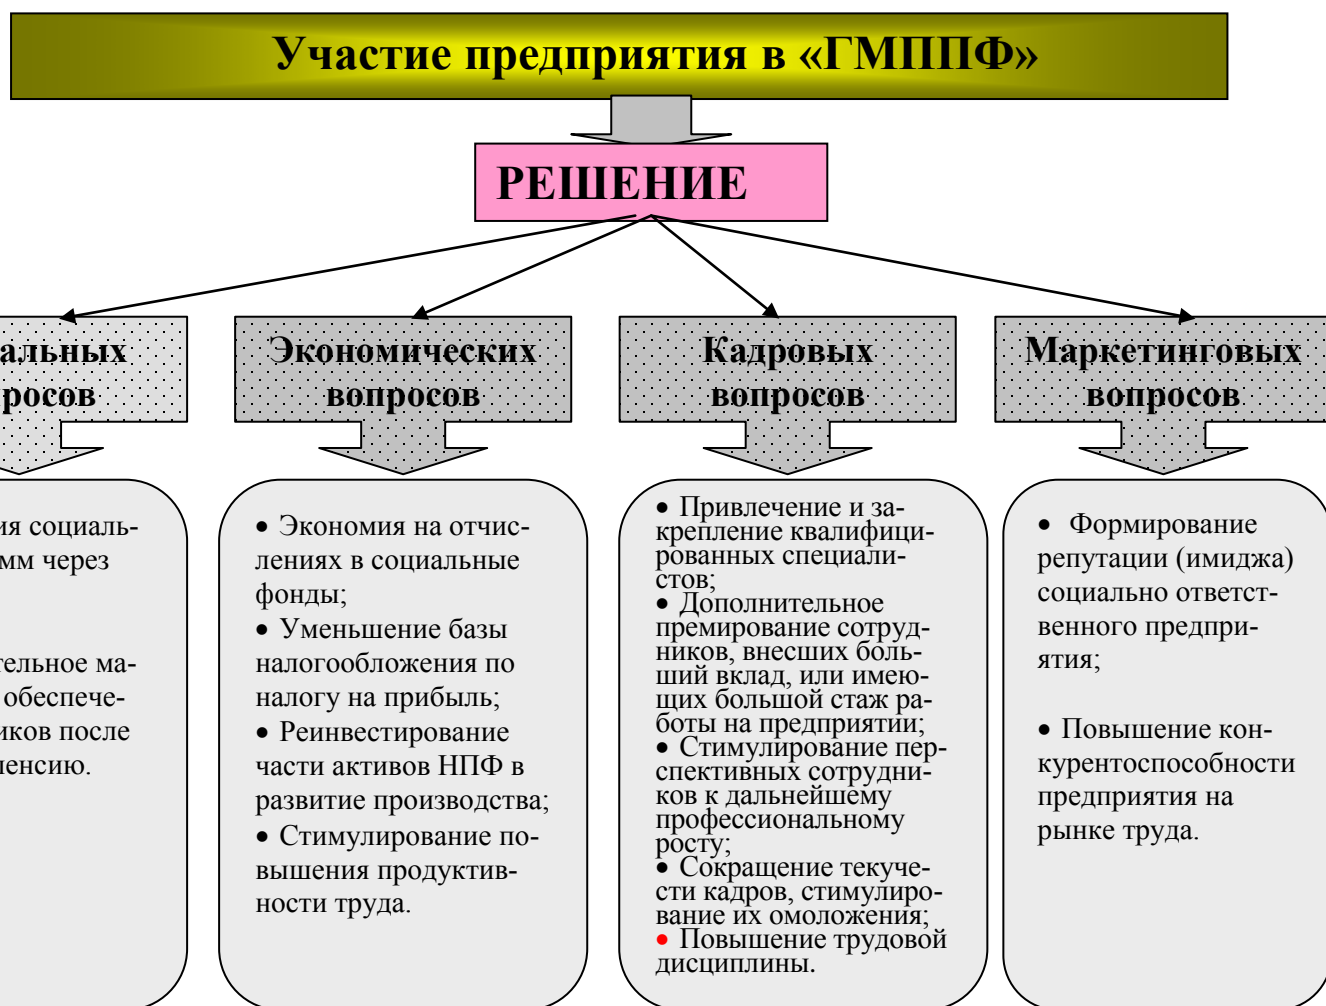 Участие предприятия в «ГМППФ»
РЕШЕНИЕ
альных
росов
ия социаль-
мм через
тельное ма-
обеспече-
иков после
пенсию.
Экономических
вопросов
• Экономия на отчис-
лениях в социальные
фонды;
• Уменьшение базы
налогообложения по
налогу на прибыль;
• Реинвестирование
части активов НПФ в
развитие производства;
• Стимулирование по-
вышения продуктив-
ности труда.
Кадровых
вопросов
• Привлечение и за-
крепление квалифици-
рованных специали-
стов;
• Дополнительное
премирование сотруд-
ников, внесших боль-
ший вклад, или имею-
щих большой стаж ра-
боты на предприятии;
• Стимулирование пер-
спективных сотрудни-
ков к дальнейшему
профессиональному
росту;
• Сокращение текуче-
сти кадров, стимулиро-
вание их омоложения;
• Повышение трудовой
дисциплины.
Маркетинговых
вопросов
• Формирование
репутации (имиджа)
социально ответст-
венного предпри-
ятия;
• Повышение кон-
курентоспособности
предприятия на
рынке труда.